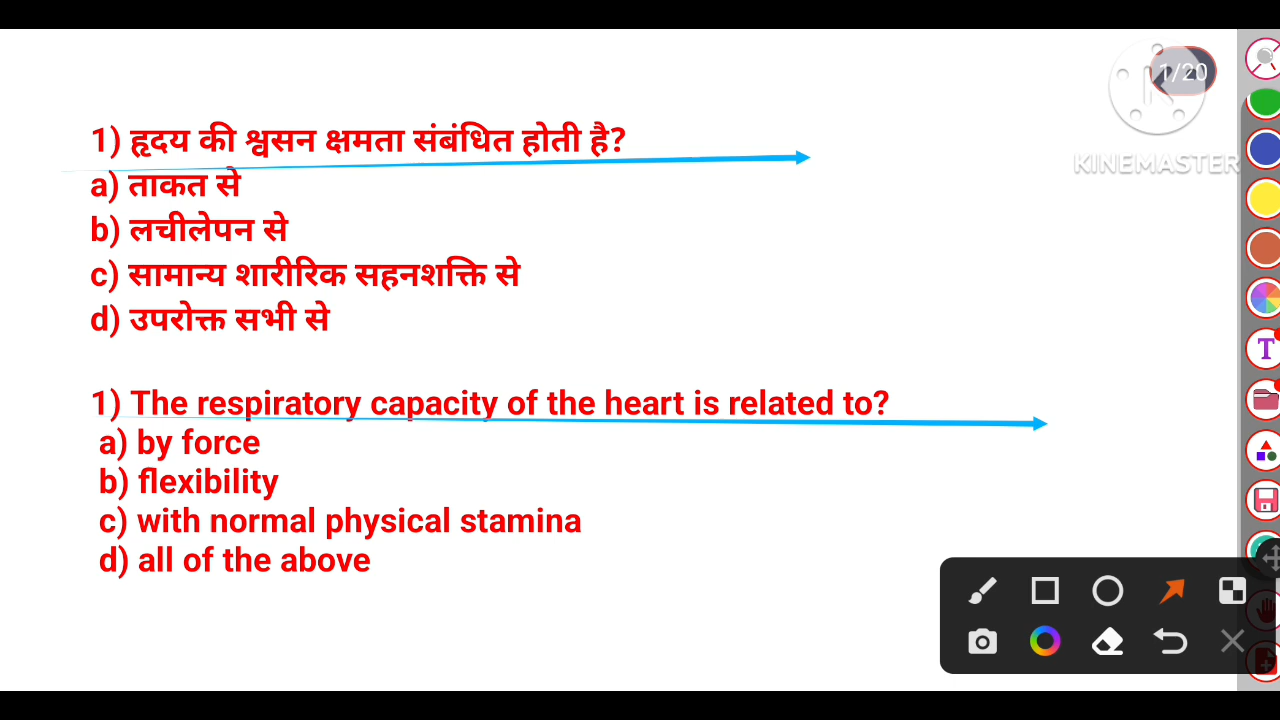 1/20
KINEMASTER
1) हृदय की श्वसन क्षमता संबंधित होती है?
a) ताकत से
b) लचीलेपन से
c) सामान्य शारीरिक सहनशक्ति से
d) उपरोक्त सभी से
1) The respiratory capacity of the heart is related to?
a) by force
b) flexibility
c) with normal physical stamina
d) all of the above
T